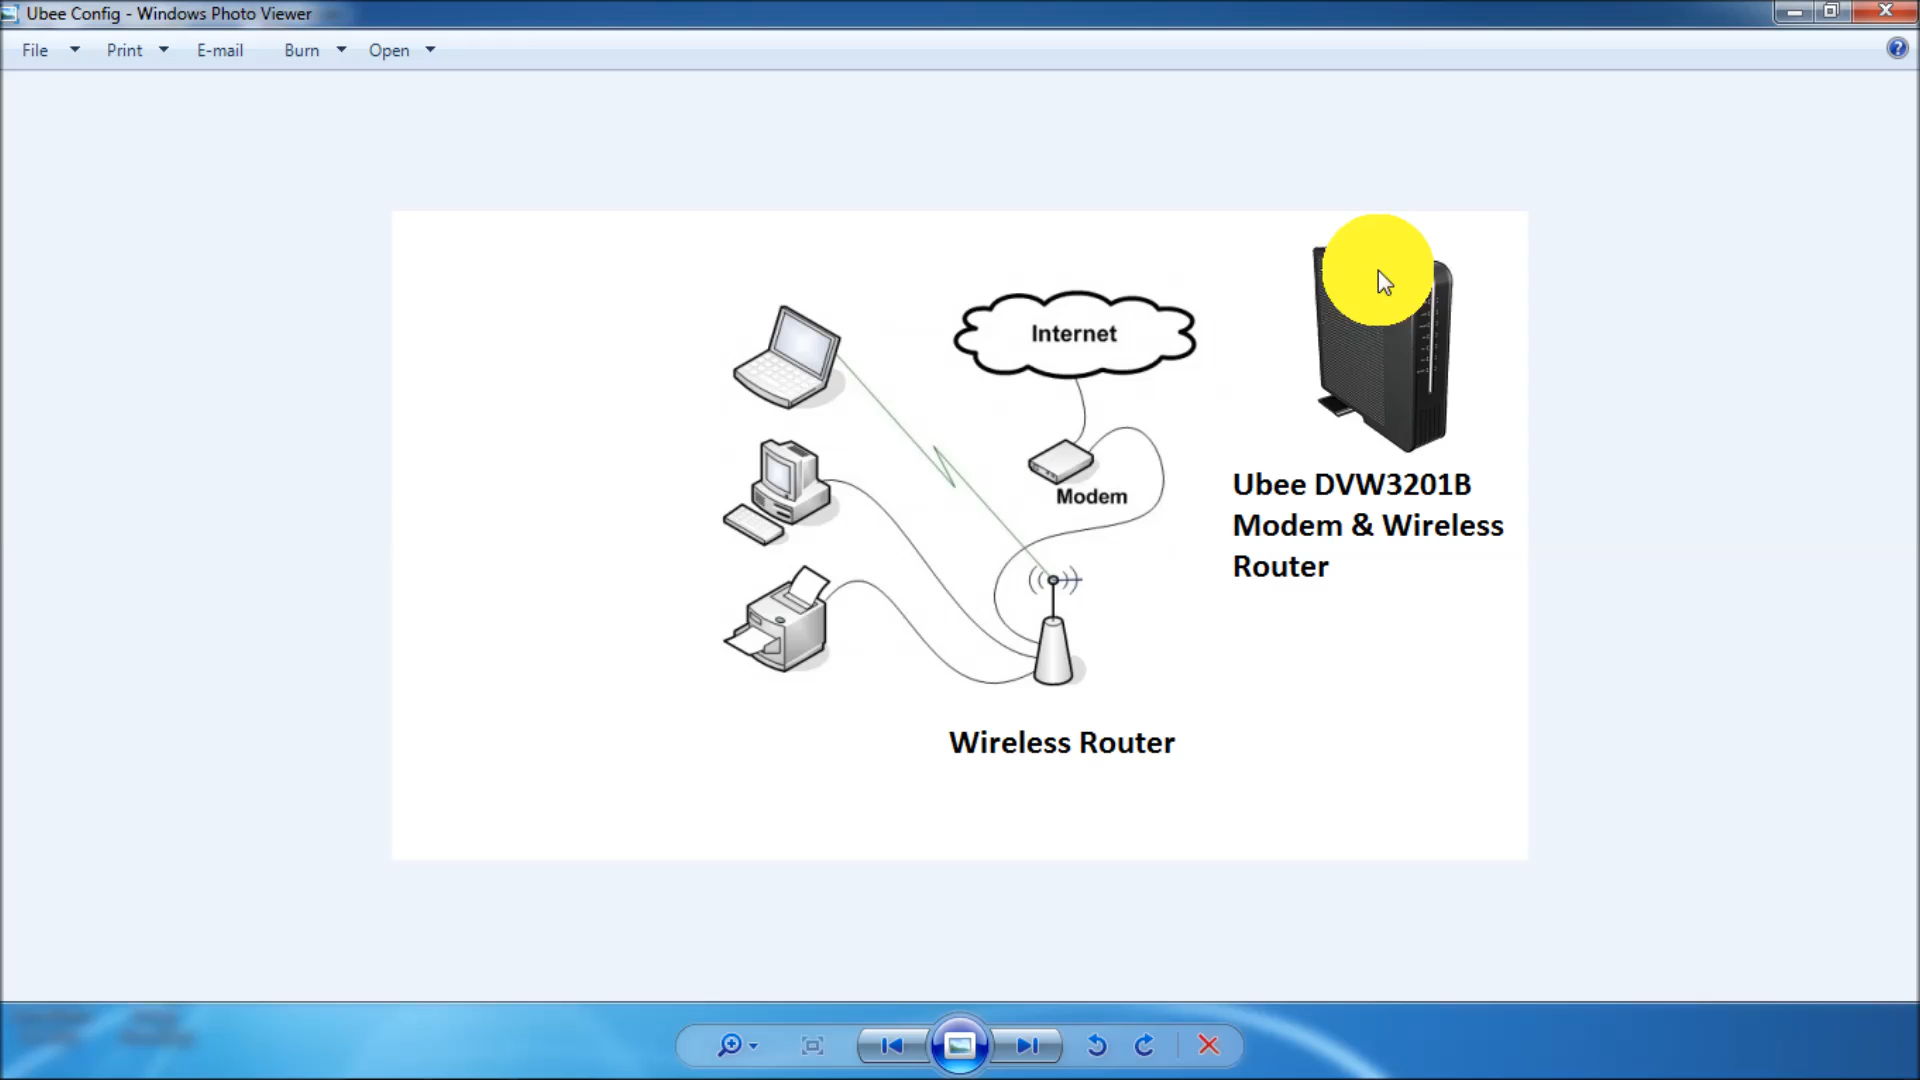 Ubee Config - Windows Photo Viewer
File Print E-mail Burn Open
Internet
Modem
Ubee DVW3201B
Modem & Wireless
Router
Wireless Router